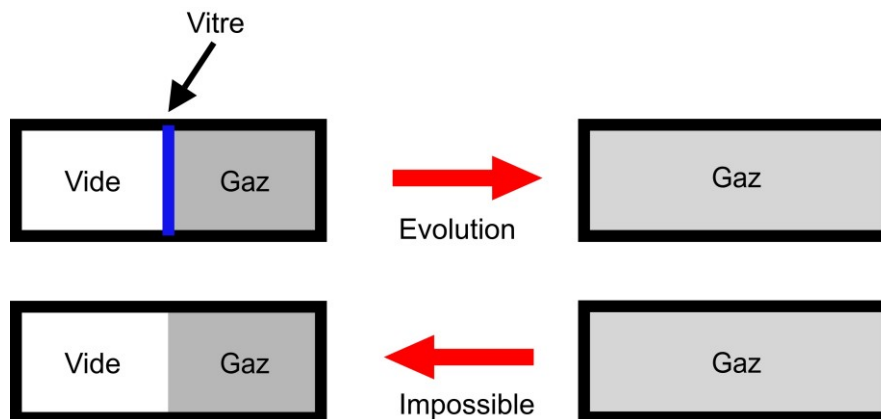 Vitre
Vide
Gaz
Gaz
Evolution
Vide
Gaz
Gaz
Impossible